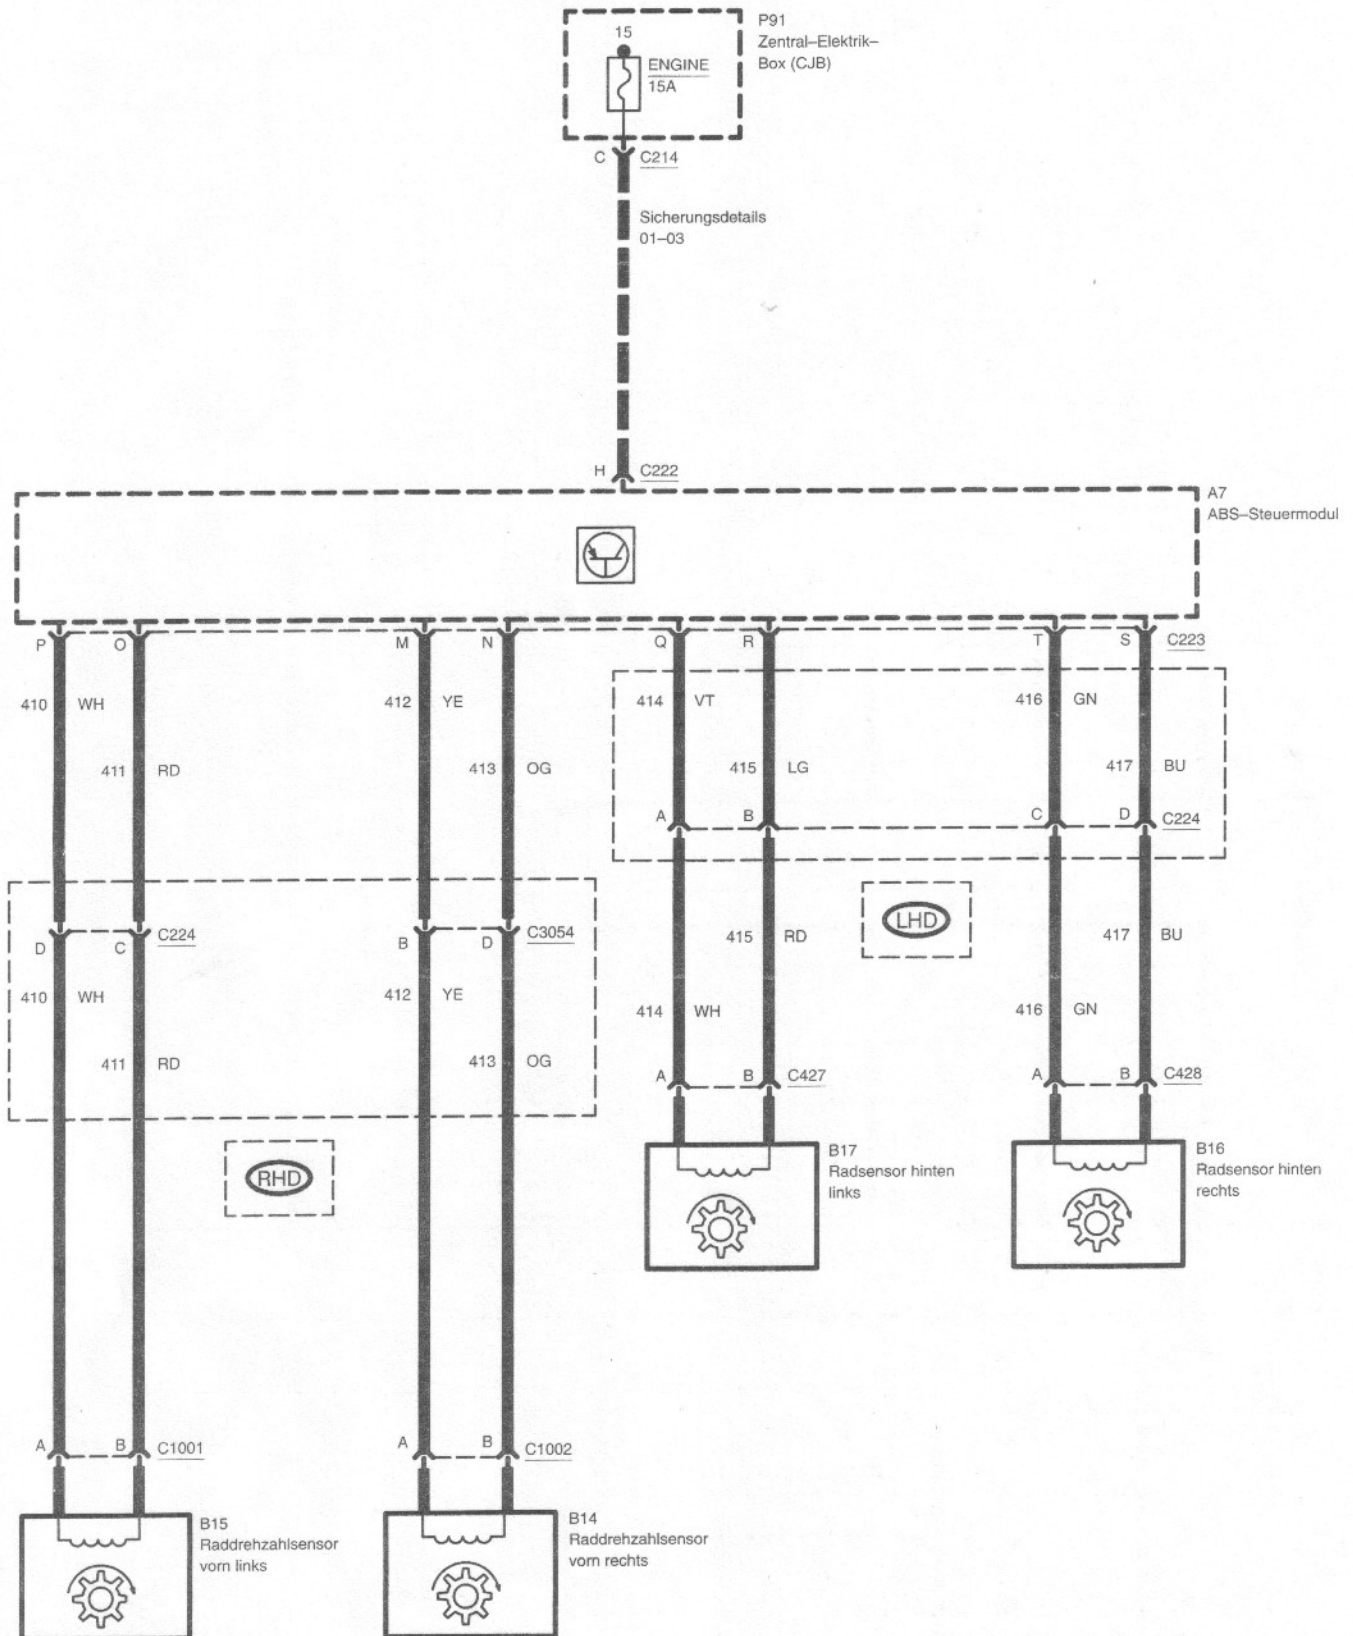 P91
Zentral–Elektrik–
Box (CJB)
15
ENGINE
15A
C
C214
Sicherungsdetails
01–03
H
C222
A7
ABS–Steuermodul
P
O
M
N
Q
R
T
S
C223
410
WH
412
YE
414
VT
416
GN
411
RD
413
OG
415
LG
417
BU
A
B
C
D
C224
LHD
D
C
C224
B
D
C3054
415
RD
417
BU
410
WH
412
YE
414
WH
416
GN
411
RD
413
OG
A
B
C427
A
B
C428
RHD
B17
Radsensor hinten
links
B16
Radsensor hinten
rechts
A
B
C1001
A
B
C1002
B15
Raddrehzahlsensor
vorn links
B14
Raddrehzahlsensor
vorn rechts